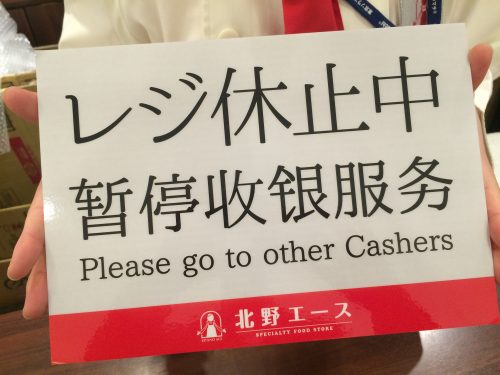 レジ休止中
暂停收银服务
Please go to other Cashers
北野エース
SPECIALTY FOOD STORE